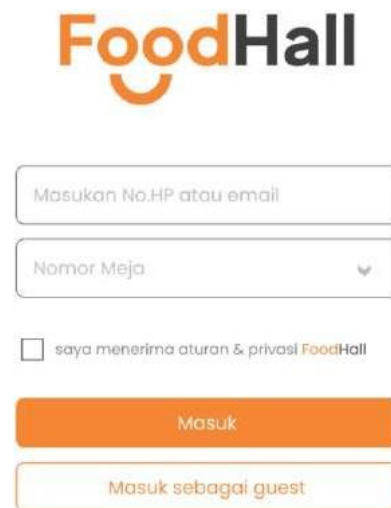 FoodHall
Masukan No.HP atau email
Nomor Meja
saya menerima aturan & privasi FoodHall
Masuk
Masuk sebagai guest